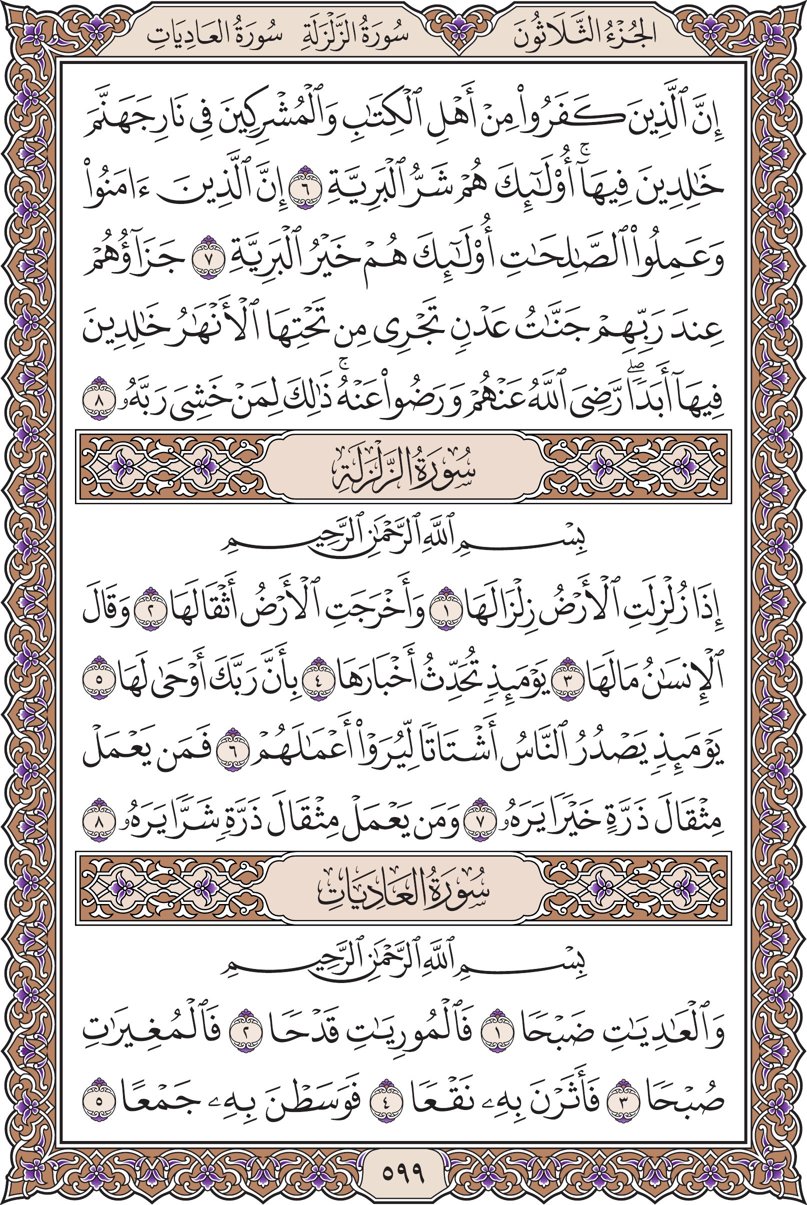 الجُزْءُ الثَّلَاثُونَ سُورَةُ الزَّلْزَلَةِ سُورَةُ العَادِيَاتِ
إِنَّ ٱلَّذِينَ كَفَرُوا۟ مِنْ أَهْلِ ٱلْكِتَٰبِ وَٱلْمُشْرِكِينَ فِى نَارِ جَهَنَّمَ
خَٰلِدِينَ فِيهَآ ۚ أُو۟لَٰٓئِكَ هُمْ شَرُّ ٱلْبَرِيَّةِ ٦ إِنَّ ٱلَّذِينَ ءَامَنُوا۟
وَعَمِلُوا۟ ٱلصَّٰلِحَٰتِ أُو۟لَٰٓئِكَ هُمْ خَيْرُ ٱلْبَرِيَّةِ ٧ جَزَآؤُهُمْ
عِندَ رَبِّهِمْ جَنَّٰتُ عَدْنٍ تَجْرِى مِن تَحْتِهَا ٱلْأَنْهَٰرُ خَٰلِدِينَ
فِيهَآ أَبَدًا ۖ رَّضِىَ ٱللَّهُ عَنْهُمْ وَرَضُوا۟ عَنْهُ ۚ ذَٰلِكَ لِمَنْ خَشِىَ رَبَّهُۥ ٨
سُورَةُ الزَّلْزَلَةِ
بِسْمِ ٱللَّهِ ٱلرَّحْمَٰنِ ٱلرَّحِيمِ
إِذَا زُلْزِلَتِ ٱلْأَرْضُ زِلْزَالَهَا ١ وَأَخْرَجَتِ ٱلْأَرْضُ أَثْقَالَهَا ٢ وَقَالَ
ٱلْإِنسَٰنُ مَا لَهَا ٣ يَوْمَئِذٍ تُحَدِّثُ أَخْبَارَهَا ٤ بِأَنَّ رَبَّكَ أَوْحَىٰ لَهَا ٥
يَوْمَئِذٍ يَصْدُرُ ٱلنَّاسُ أَشْتَاتًا لِّيُرَوْا۟ أَعْمَٰلَهُمْ ٦ فَمَن يَعْمَلْ
مِثْقَالَ ذَرَّةٍ خَيْرًا يَرَهُۥ ٧ وَمَن يَعْمَلْ مِثْقَالَ ذَرَّةٍ شَرًّا يَرَهُۥ ٨
سُورَةُ العَادِيَاتِ
بِسْمِ ٱللَّهِ ٱلرَّحْمَٰنِ ٱلرَّحِيمِ
وَٱلْعَٰدِيَٰتِ ضَبْحًا ١ فَٱلْمُورِيَٰتِ قَدْحًا ٢ فَٱلْمُغِيرَٰتِ
صُبْحًا ٣ فَأَثَرْنَ بِهِۦ نَقْعًا ٤ فَوَسَطْنَ بِهِۦ جَمْعًا ٥
٥٩٩